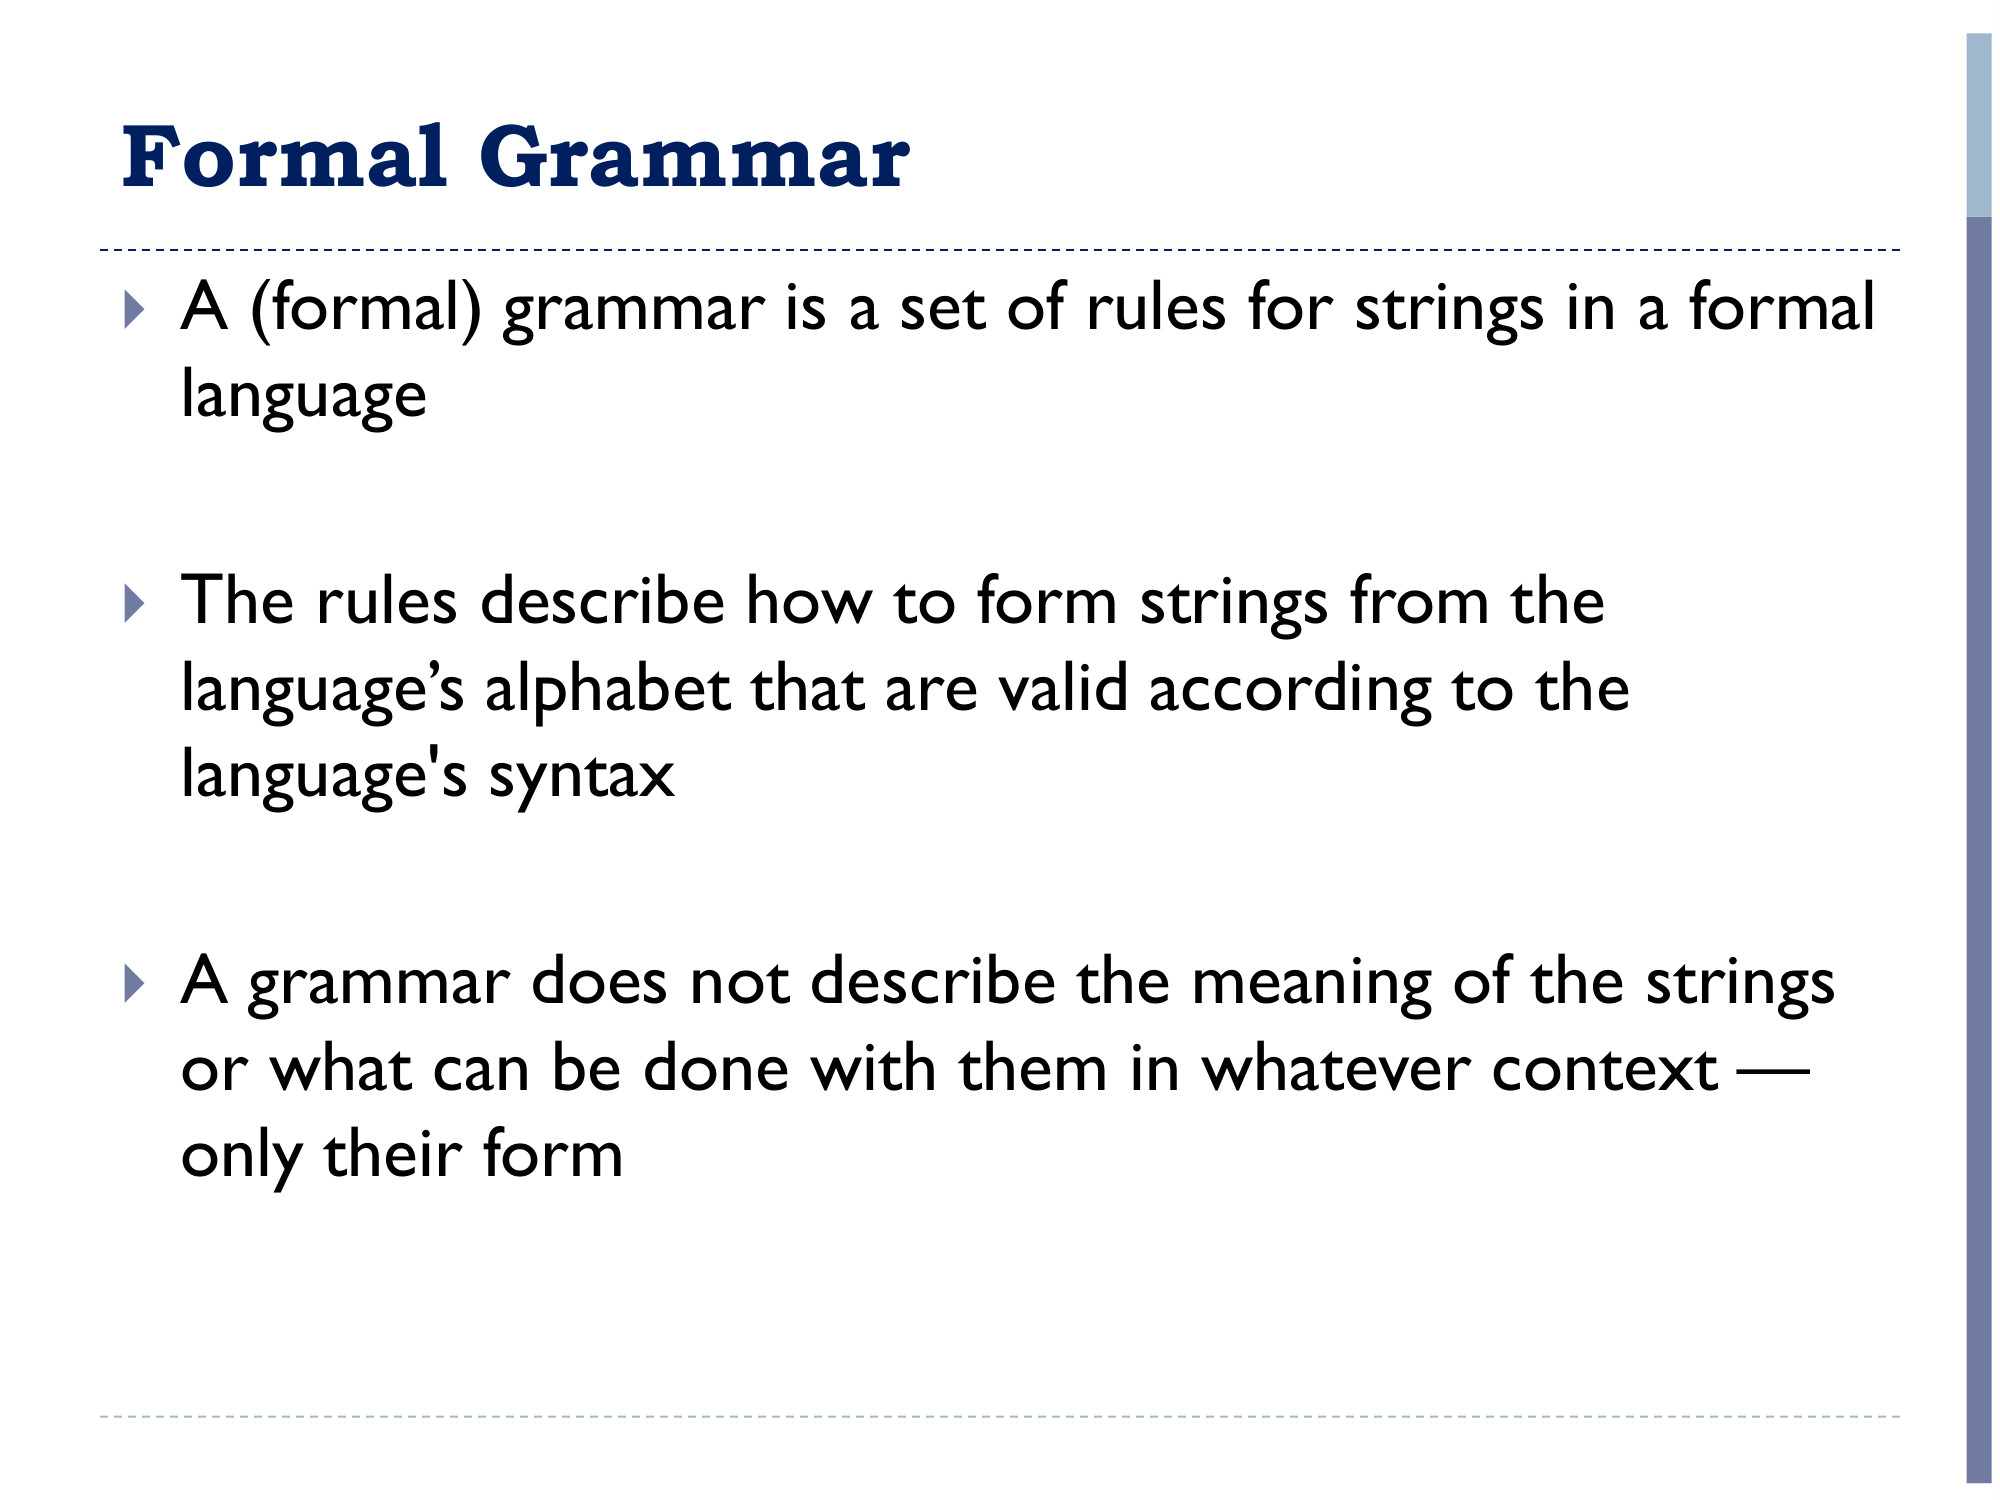 Formal Grammar
A (formal) grammar is a set of rules for strings in a formal
language
The rules describe how to form strings from the
language’s alphabet that are valid according to the
language's syntax
A grammar does not describe the meaning of the strings
or what can be done with them in whatever context —
only their form